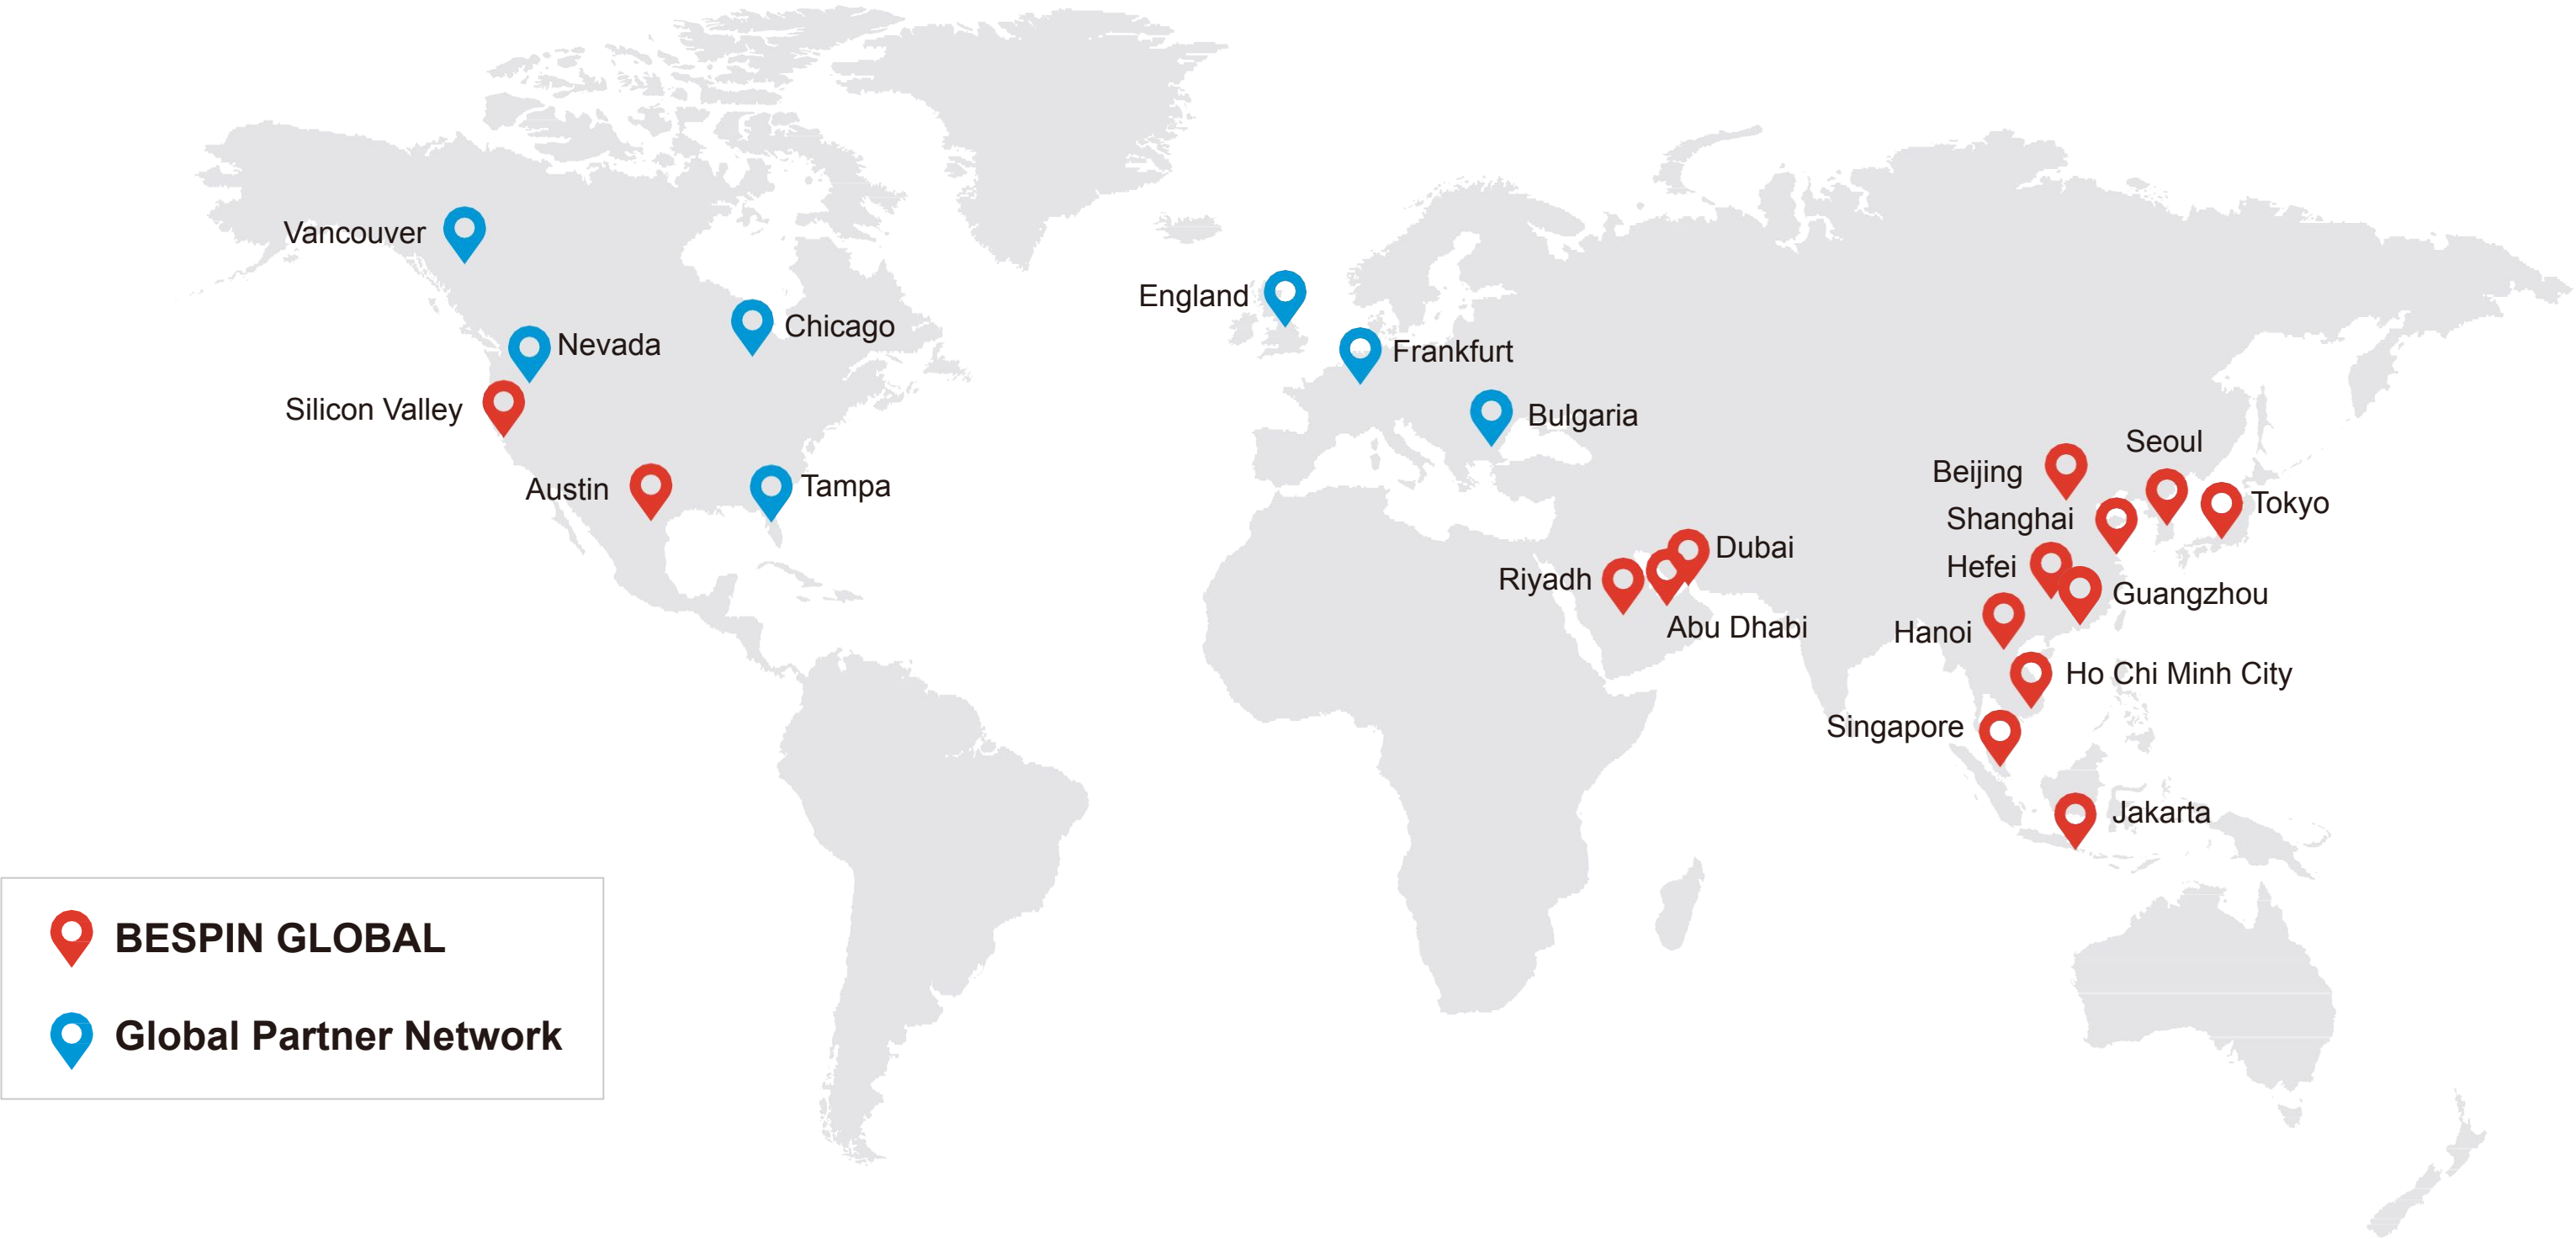 Vancouver
England
Chicago
Nevada
Frankfurt
Silicon Valley
Bulgaria
Seoul
Beijing
Austin
Tampa
Tokyo
Shanghai
Dubai
Hefei
Riyadh
Guangzhou
Abu Dhabi
Hanoi
Ho Chi Minh City
Singapore
Jakarta
BESPIN GLOBAL
Global Partner Network